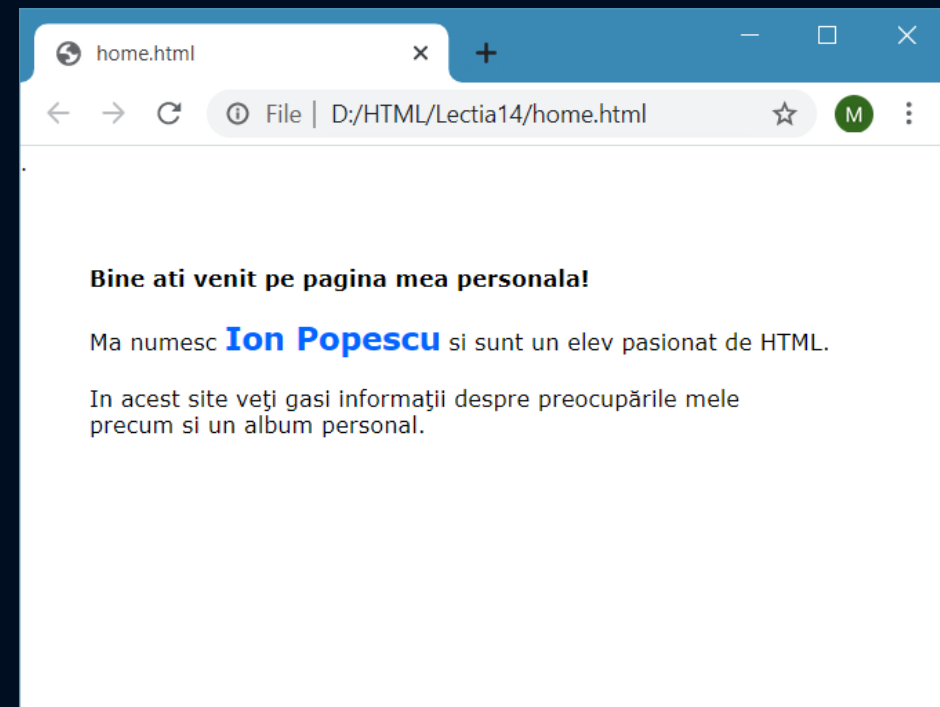 home.html
File | D:/HTML/Lectia14/home.html
M
.
Bine ati venit pe pagina mea personala!
Ma numesc Ion Popescu si sunt un elev pasionat de HTML.
In acest site veţi gasi informaţii despre preocupările mele
precum si un album personal.